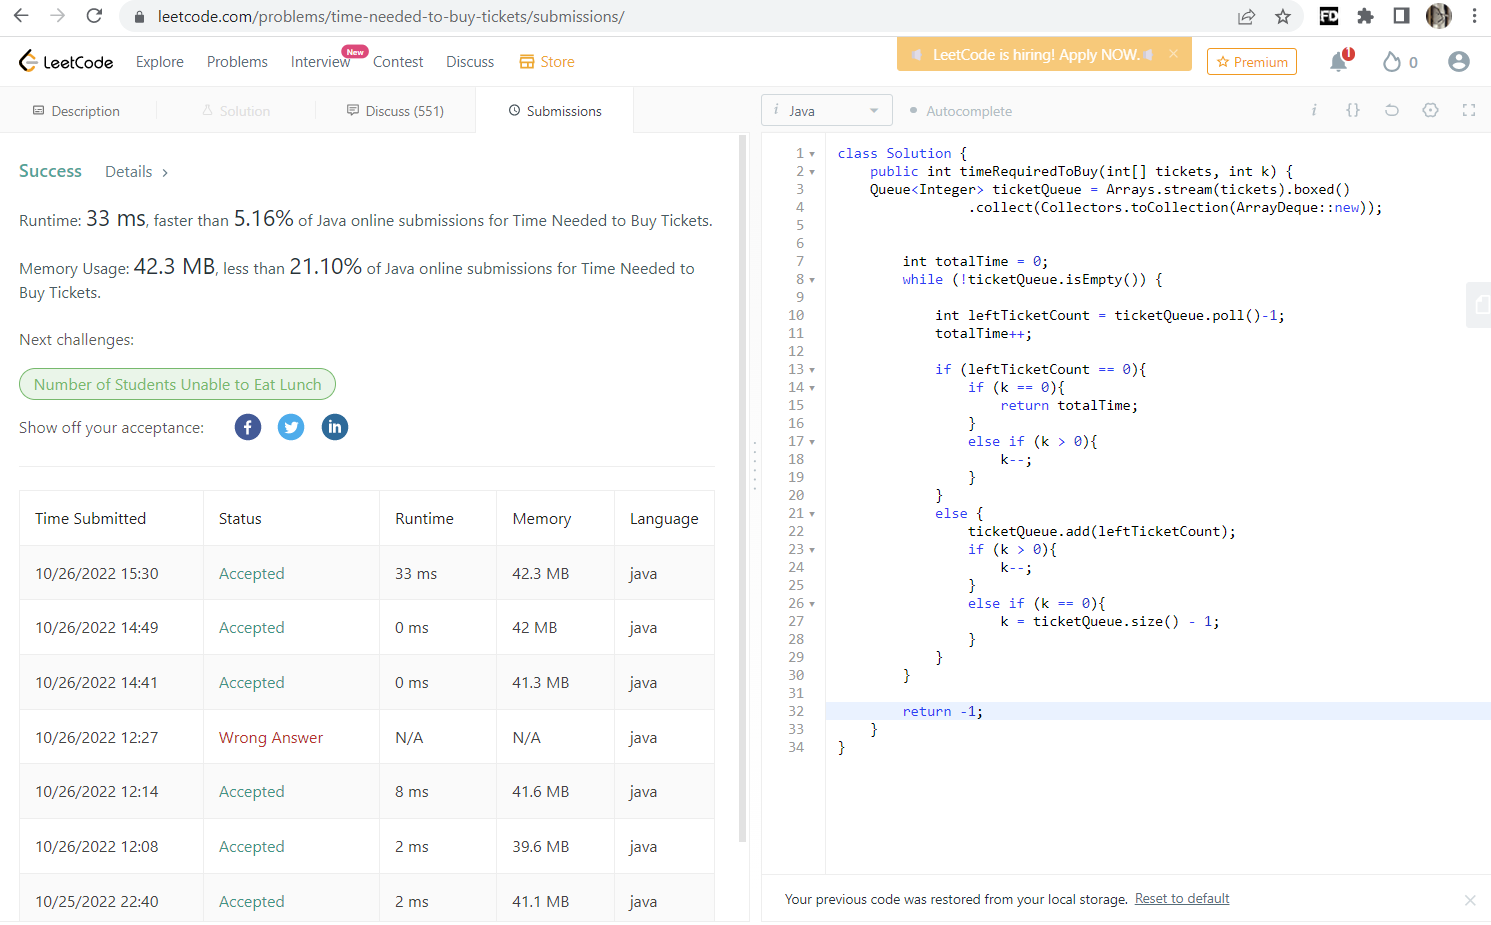 leetcode.com/problems/time-needed-to-buy-tickets/submissions/
FD
LeetCode
Explore
Problems
Interview
New
Contest
Discuss
Store
LeetCode is hiring! Apply NOW.
×
Premium
1
0
Description
Solution
Discuss (551)
Submissions
i Java
Autocomplete
i
{}
Success
Details >
Runtime: 33 ms, faster than 5.16% of Java online submissions for Time Needed to Buy Tickets.
Memory Usage: 42.3 MB, less than 21.10% of Java online submissions for Time Needed to
Buy Tickets.
Next challenges:
Number of Students Unable to Eat Lunch
Show off your acceptance:
f
in
Time Submitted Status Runtime Memory Language
10/26/2022 15:30 Accepted 33 ms 42.3 MB java
10/26/2022 14:49 Accepted 0 ms 42 MB java
10/26/2022 14:41 Accepted 0 ms 41.3 MB java
10/26/2022 12:27 Wrong Answer N/A N/A java
10/26/2022 12:14 Accepted 8 ms 41.6 MB java
10/26/2022 12:08 Accepted 2 ms 39.6 MB java
10/25/2022 22:40 Accepted 2 ms 41.1 MB java
1 class Solution {
2 public int timeRequiredToBuy(int[] tickets, int k) {
3 Queue<Integer> ticketQueue = Arrays.stream(tickets).boxed()
4 .collect(Collectors.toCollection(ArrayDeque::new));
5
6
7 int totalTime = 0;
8 while (!ticketQueue.isEmpty()) {
9
10 int leftTicketCount = ticketQueue.poll()-1;
11 totalTime++;
12
13 if (leftTicketCount == 0){
14 if (k == 0){
15 return totalTime;
16 }
17 else if (k > 0){
18 k--;
19 }
20 }
21 else {
22 ticketQueue.add(leftTicketCount);
23 if (k > 0){
24 k--;
25 }
26 else if (k == 0){
27 k = ticketQueue.size() - 1;
28 }
29 }
30 }
31
32 return -1;
33 }
34 }
Your previous code was restored from your local storage. Reset to default
×